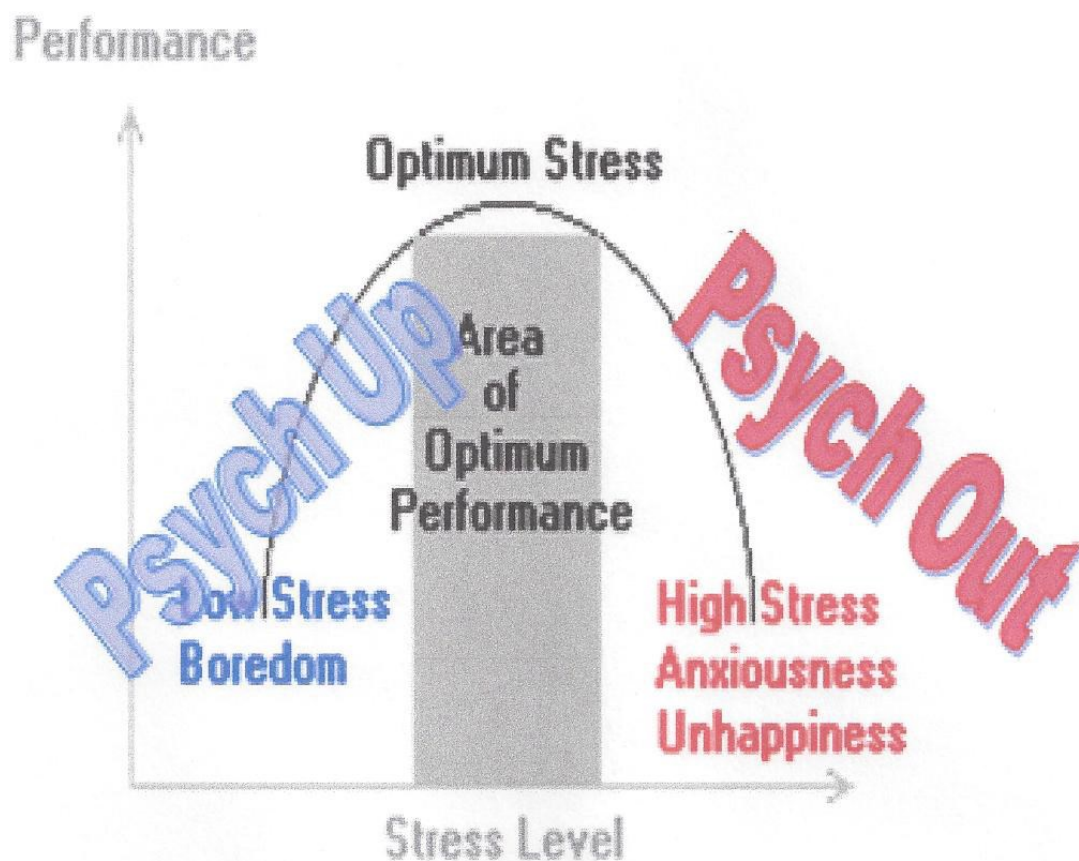 Performance
Optimum Stress
Psych Up
Psych Out
Area
of
Optimum
Performance
Low Stress
Boredom
High Stress
Anxiousness
Unhappiness
Stress Level